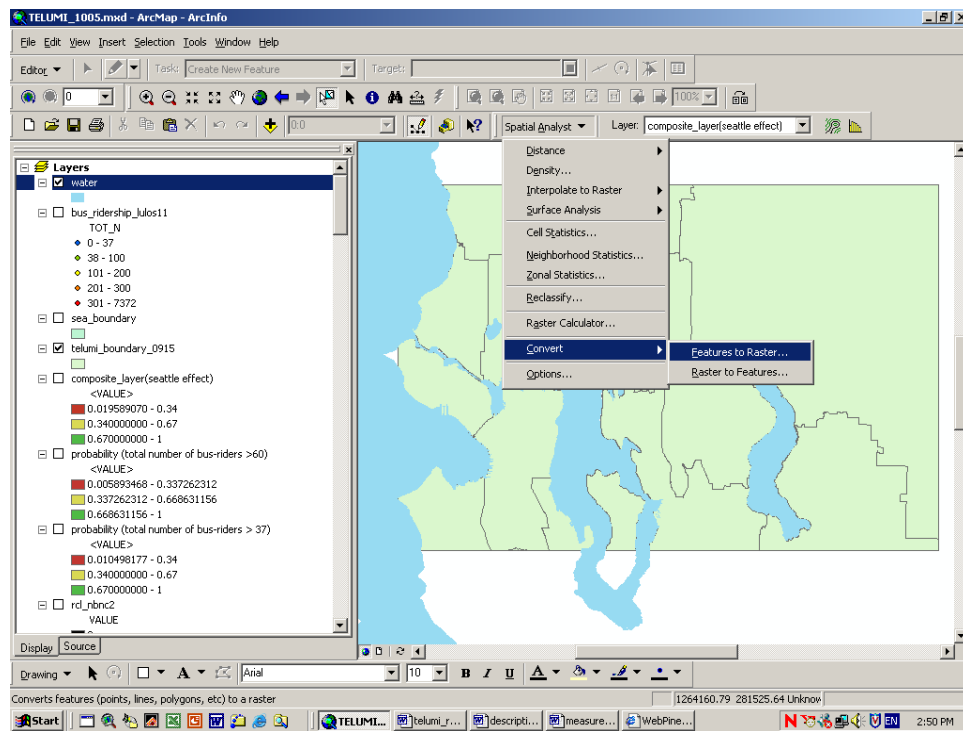 TELUMI_1005.mxd - ArcMap - ArcInfo
File Edit View Insert Selection Tools Window Help
Editor Task: Create New Feature Target:
0 100%
0:0 Spatial Analyst Layer: composite_layer(seattle effect)
Layers
water
bus_ridership_lulos11
TOT_N
0 - 37
38 - 100
101 - 200
201 - 300
301 - 7372
sea_boundary
telumi_boundary_0915
composite_layer(seattle effect)
<VALUE>
0.019589070 - 0.34
0.340000000 - 0.67
0.670000000 - 1
probability (total number of bus-riders >60)
<VALUE>
0.005893468 - 0.337262312
0.337262312 - 0.668631156
0.668631156 - 1
probability (total number of bus-riders > 37)
<VALUE>
0.010498177 - 0.34
0.340000000 - 0.67
0.670000000 - 1
rcl_nbnc2
VALUE
Display Source
Distance
Density...
Interpolate to Raster
Surface Analysis
Cell Statistics...
Neighborhood Statistics...
Zonal Statistics...
Reclassify...
Raster Calculator...
Convert
Options...
Features to Raster...
Raster to Features...
Drawing A Arial 10 B I U A
Converts features (points, lines, polygons, etc) to a raster 1264160.79 281525.64 Unknow
Start TELUMI... telumi_r... descripti... measure... WebPine... EN 2:50 PM